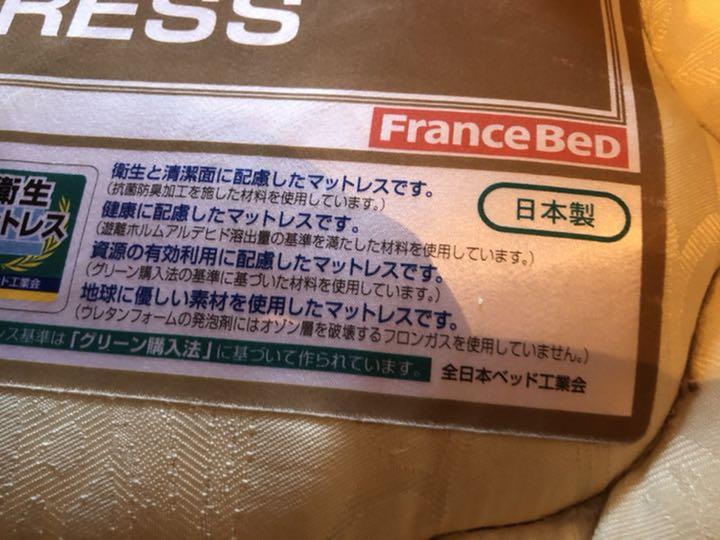 RESS
FRANCEBED
衛生と清潔面に配慮したマットレスです。
(抗菌防臭加工を施した材料を使用しています。)
健康に配慮したマットレスです。
(遊離ホルムアルデヒド溶出量の基準を満たした材料を使用しています。)
資源の有効利用に配慮したマットレスです。
(グリーン購入法の基準に基づいた材料を使用しています。)
地球に優しい素材を使用したマットレスです。
(ウレタンフォームの発泡剤にはオゾン層を破壊するフロンガスを使用していません。)
日本製
衛生
トレス
ッド工業会
レス基準は「グリーン購入法」に基づいて作られています。
全日本ベッド工業会